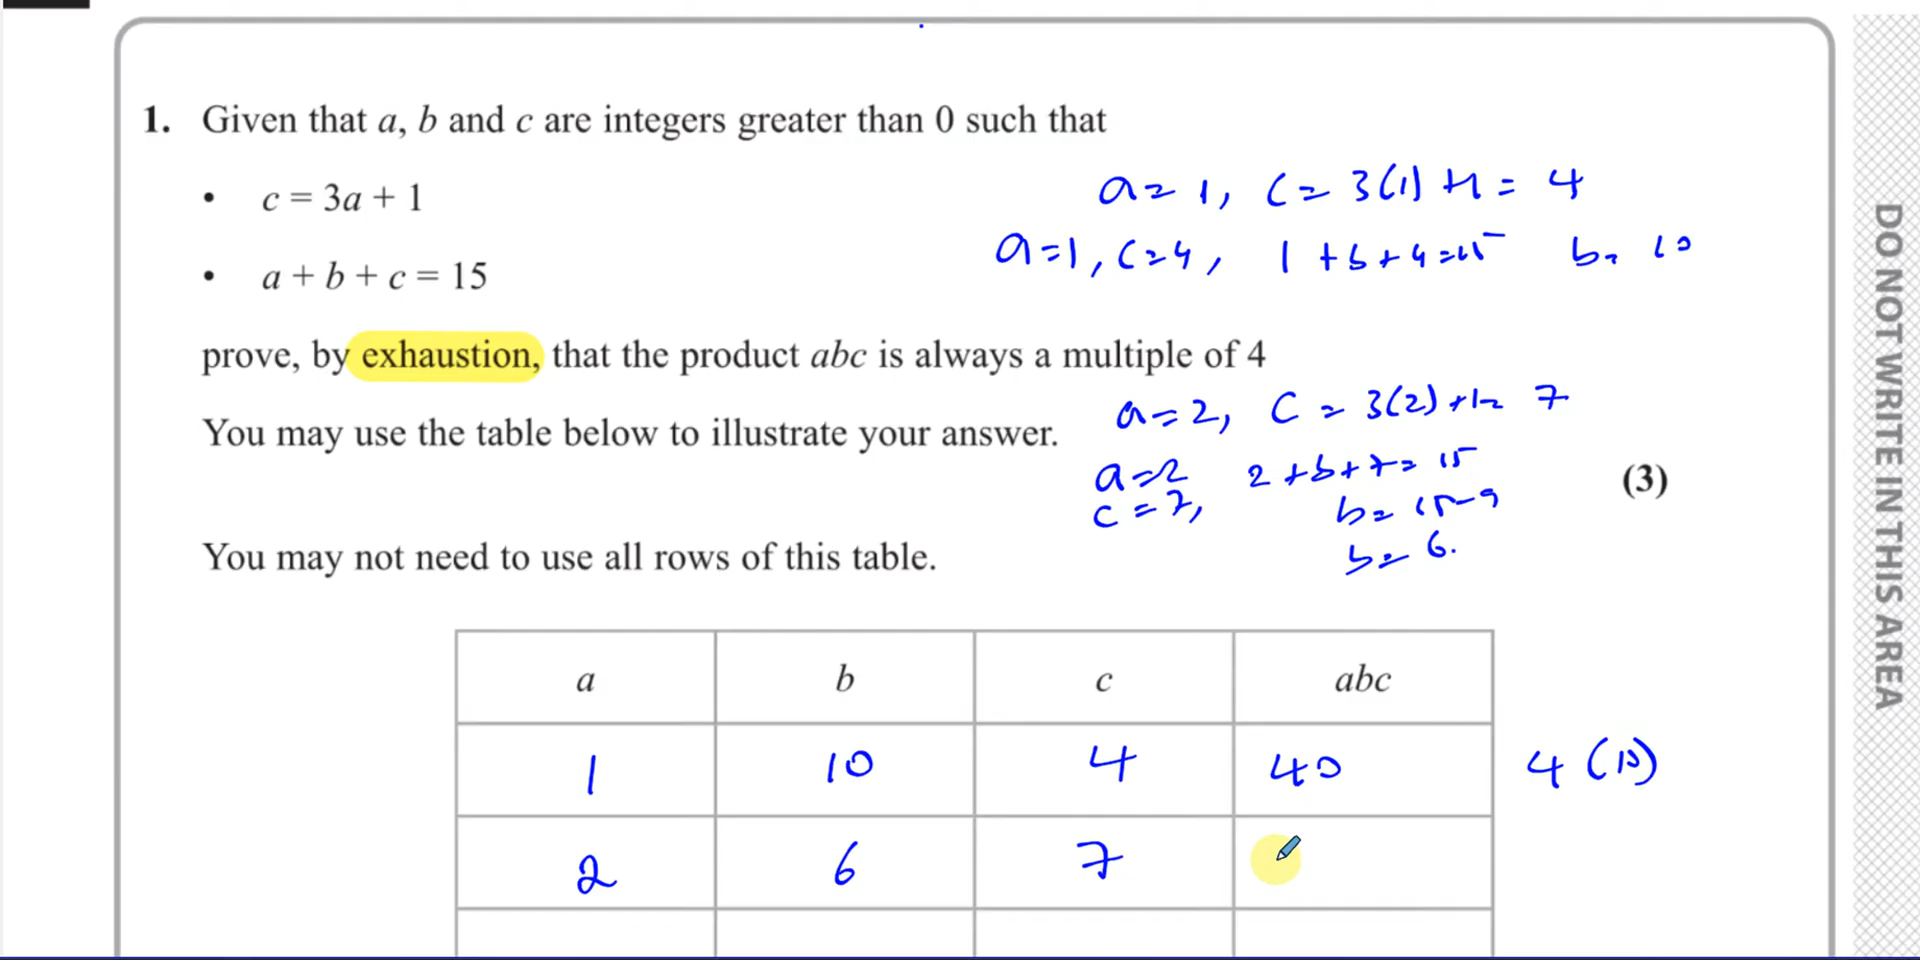 1. Given that a, b and c are integers greater than 0 such that
• c = 3a + 1
a = 1, c = 3(1) + 1 = 4
• a + b + c = 15
a = 1, c = 4, 1 + b + 4 = 15 b = 10
prove, by exhaustion, that the product abc is always a multiple of 4
a = 2, c = 3(2) + 1 = 7
You may use the table below to illustrate your answer.
a = 2 2 + b + 7 = 15
c = 7, b = 15 - 9
(3)
b = 6.
You may not need to use all rows of this table.
a b c abc
1 10 4 40 4 (10)
2 6 7
DO NOT WRITE IN THIS AREA